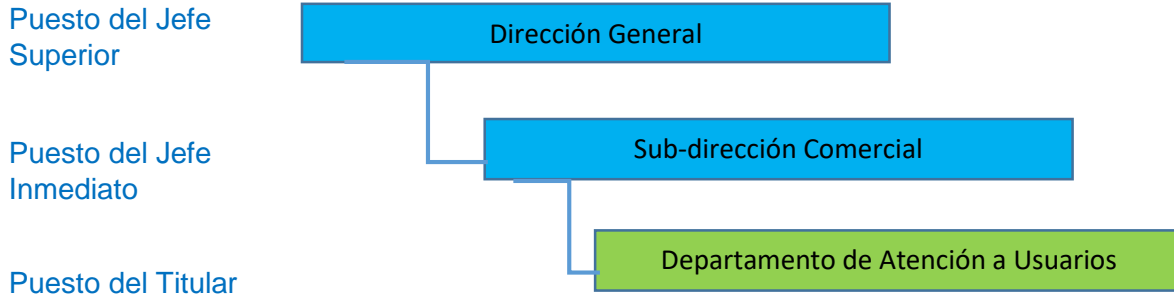 Puesto del Jefe
Superior
Dirección General
Puesto del Jefe
Inmediato
Sub-dirección Comercial
Puesto del Titular
Departamento de Atención a Usuarios